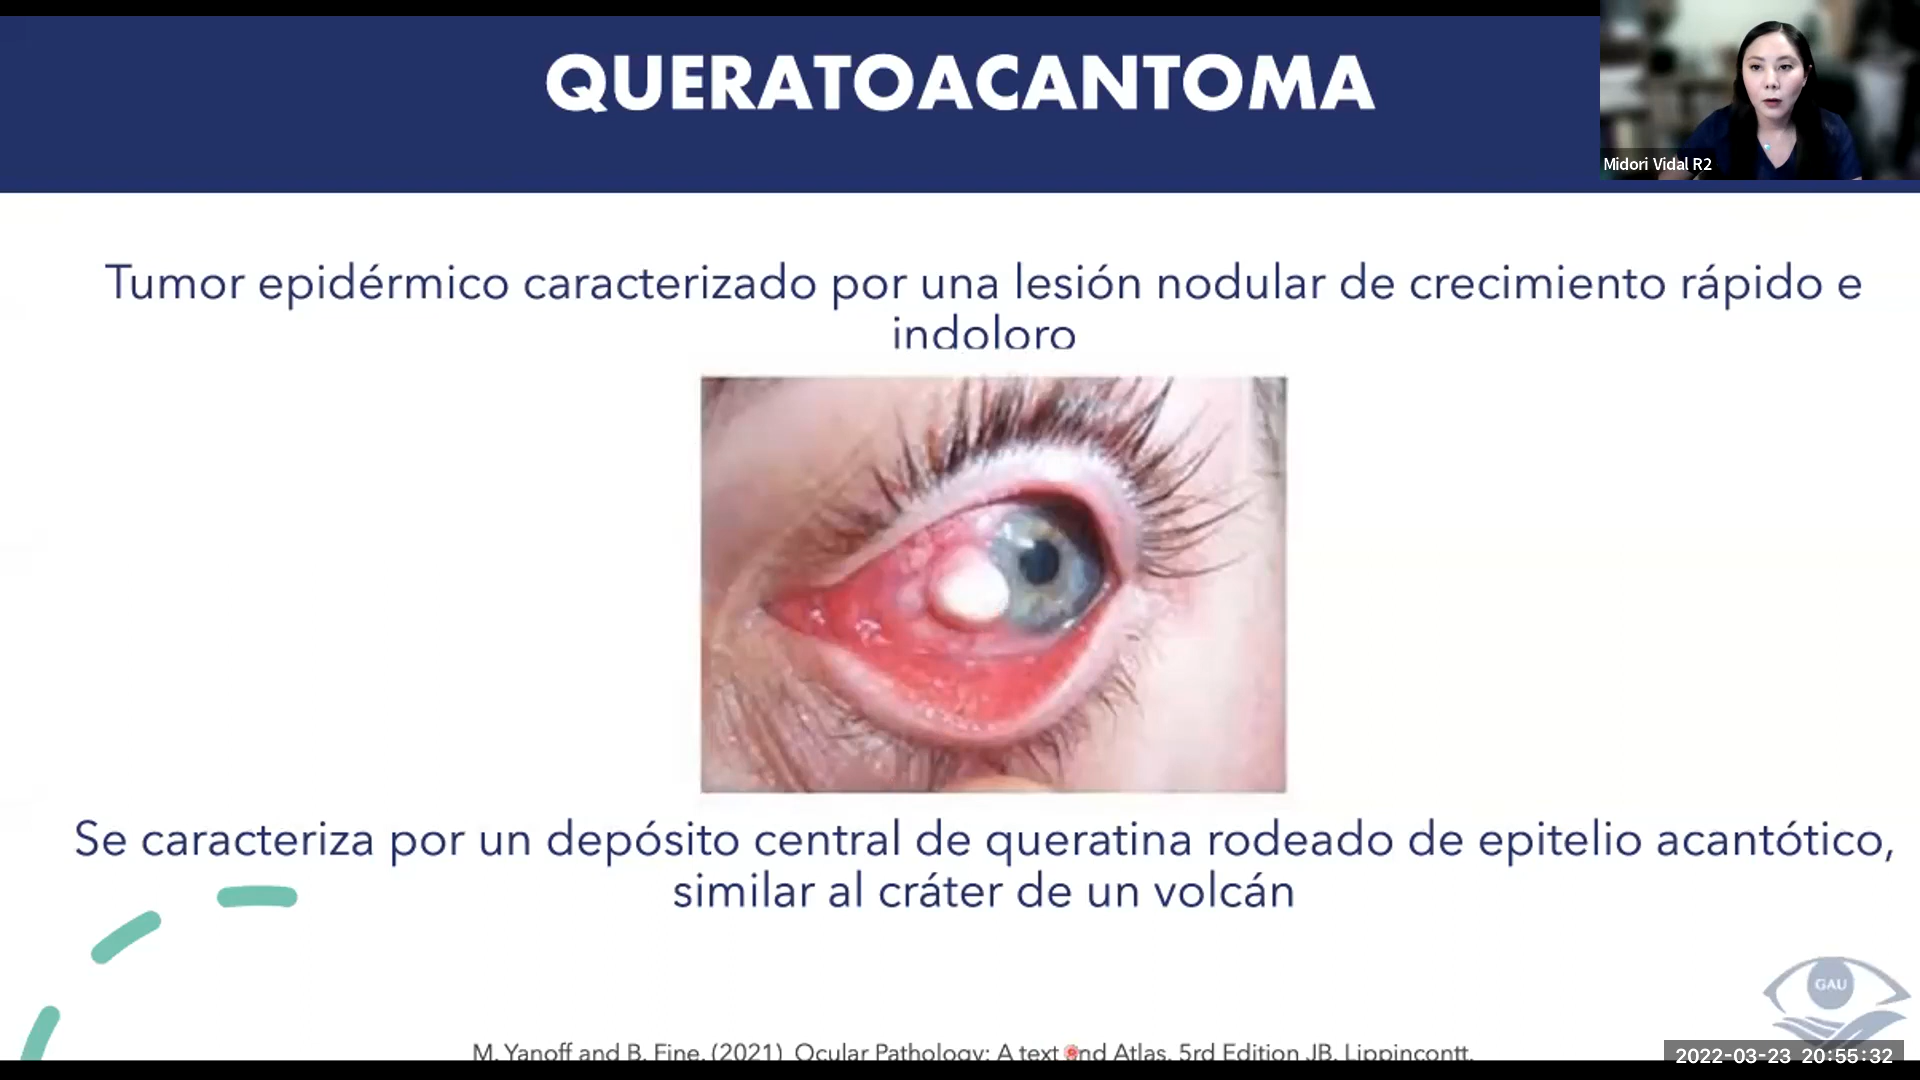 QUERATOACANTOMA
Midori Vidal R2
Tumor epidérmico caracterizado por una lesión nodular de crecimiento rápido e
indoloro
Se caracteriza por un depósito central de queratina rodeado de epitelio acantótico,
similar al cráter de un volcán
GAU
M. Yanoff and B. Fine. (2021) Ocular Pathology: A text and Atlas. 5rd Edition JB. Lippincontt.
2022-03-23 20:55:32